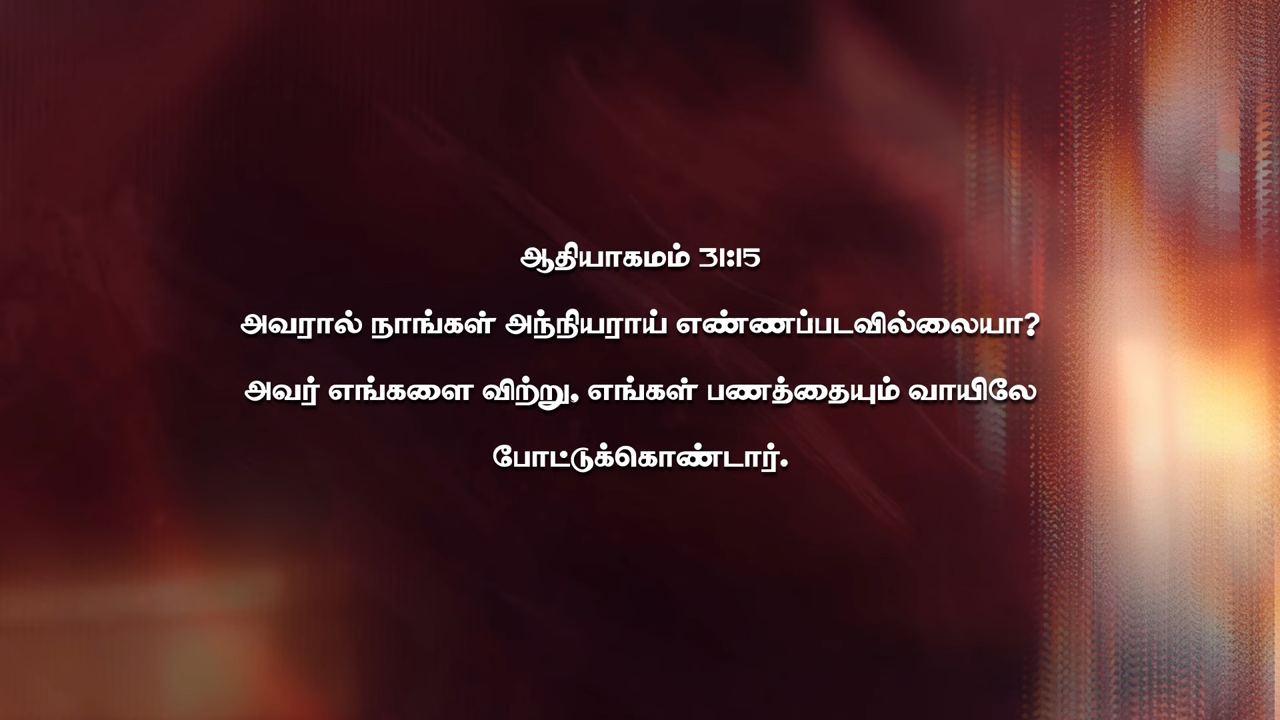 ஆதியாகமம் 31:15
அவரால் நாங்கள் அந்நியராய் எண்ணப்படவில்லையா?
அவர் எங்களை விற்று, எங்கள் பணத்தையும் வாயிலே
போட்டுக்கொண்டார்.